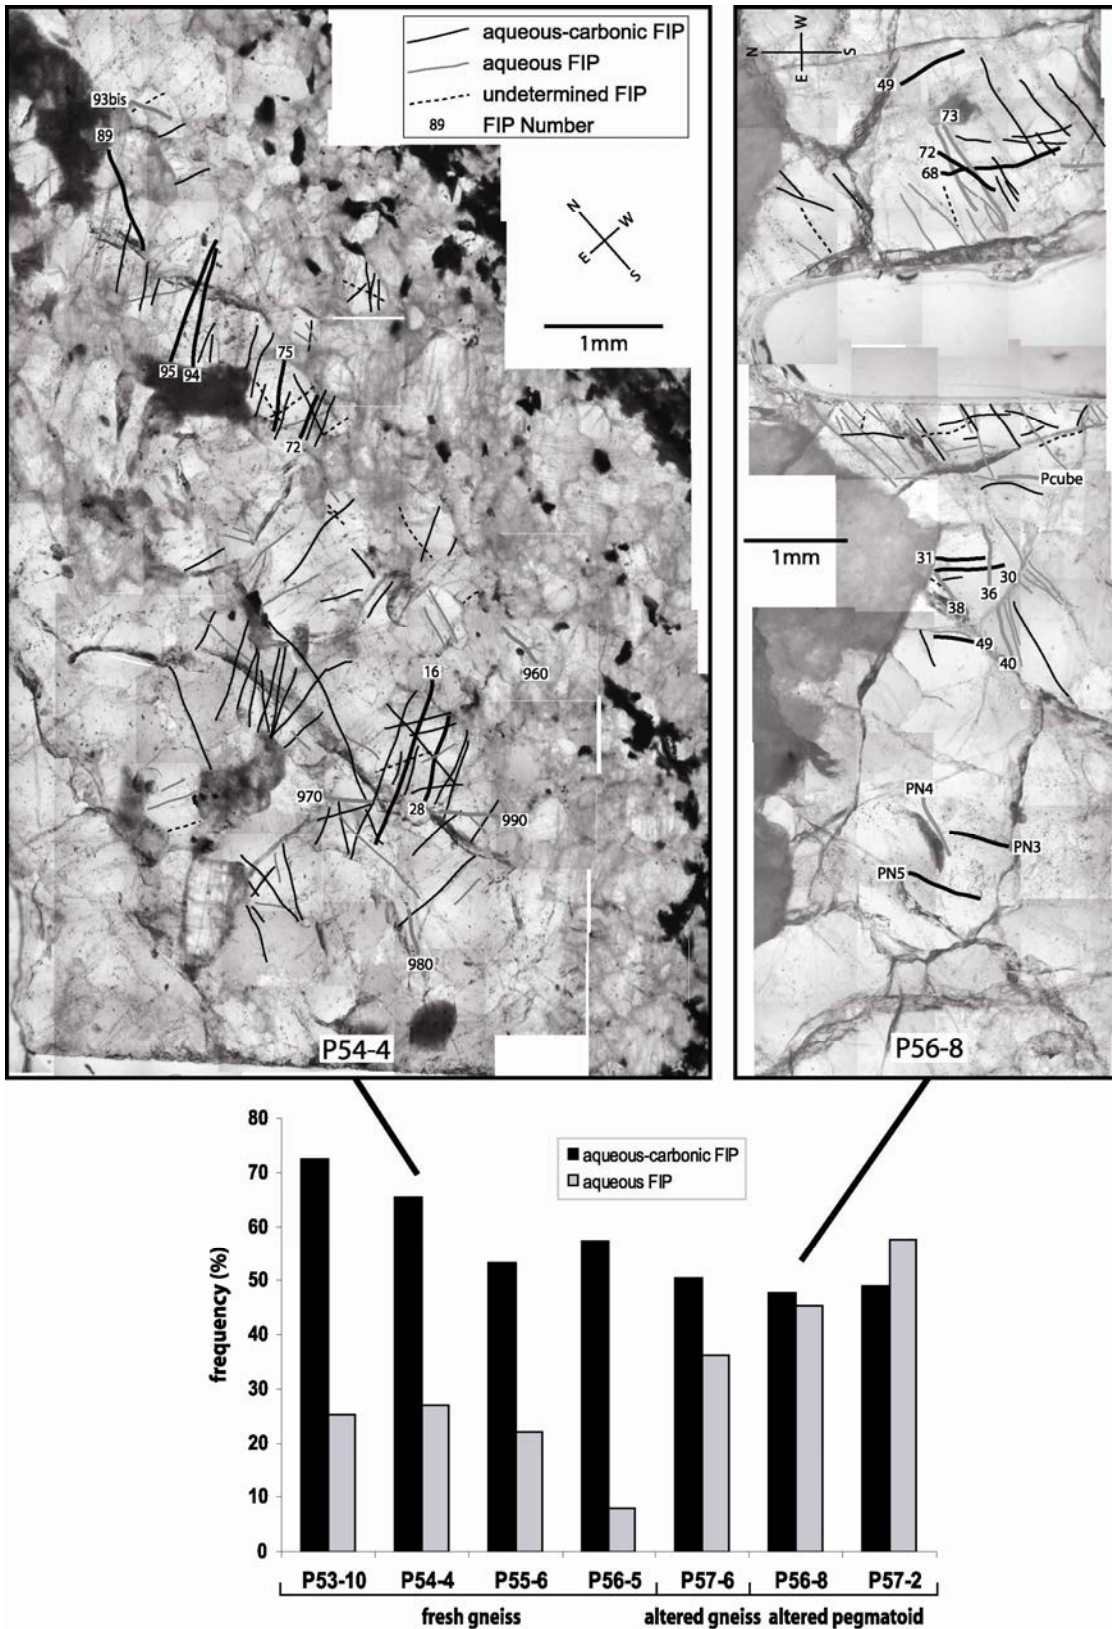 aqueous-carbonic FIP
aqueous FIP
undetermined FIP
89 FIP Number
93bis
89
N
W
E
S
1mm
95
94
75
72
16
960
970
28
990
980
P54-4
W
N
S
E
49
73
72
68
Pcube
1mm
31
30
36
38
49
40
PN4
PN3
PN5
P56-8
aqueous-carbonic FIP
aqueous FIP
frequency (%)
80
70
60
50
40
30
20
10
0
P53-10 P54-4 P55-6 P56-5 P57-6 P56-8 P57-2
fresh gneiss altered gneiss altered pegmatoid